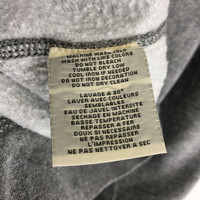 MACHINE WASH COLD
WASH WITH LIKE COLORS
DO NOT BLEACH
TUMBLE DRY LOW
COOL IRON IF NEEDED
DO NOT IRON DECORATION
DO NOT DRY CLEAN
LAVAGE A 30°
LAVER AVEC COULEURS
SEMBLABLES
EAU DE JAVEL INTERDITE
SECHAGE EN MACHINE
BASSE TEMPERATURE
REPASSER A FER
DOUX SI NECESSAIRE
NE PAS REPASSER
L'IMPRESSION
NE PAS NETTOYER A SEC